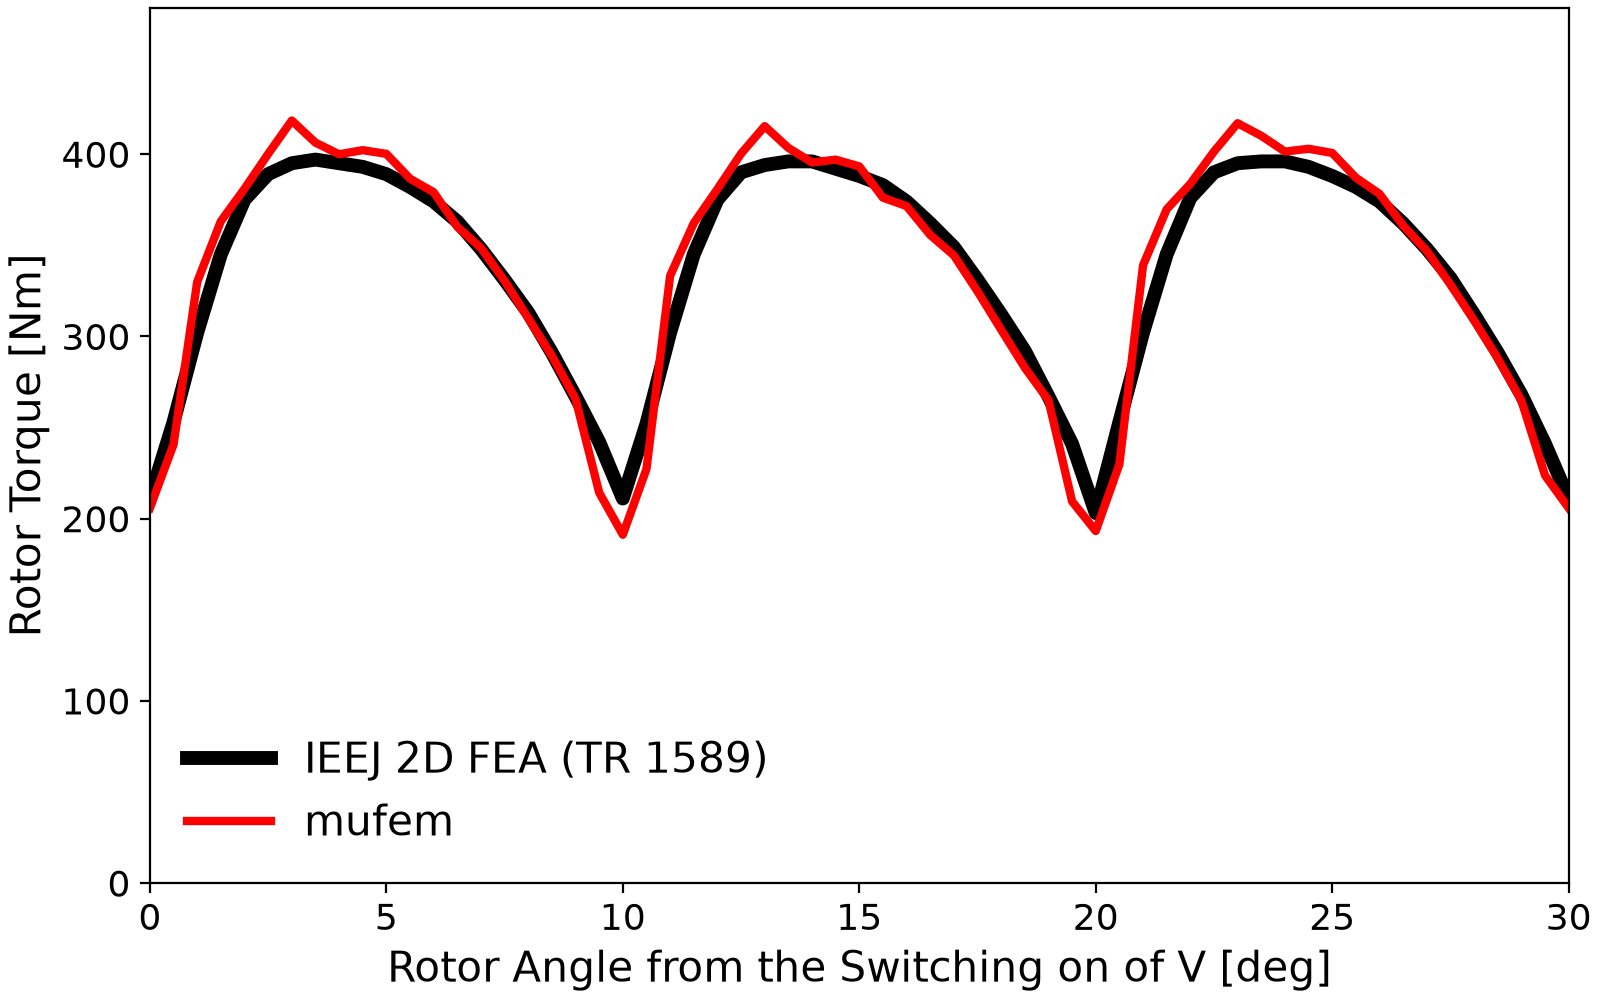 400
300
200
100
0
Rotor Torque [Nm]
IEEJ 2D FEA (TR 1589)
mufem
0 5 10 15 20 25 30
Rotor Angle from the Switching on of V [deg]